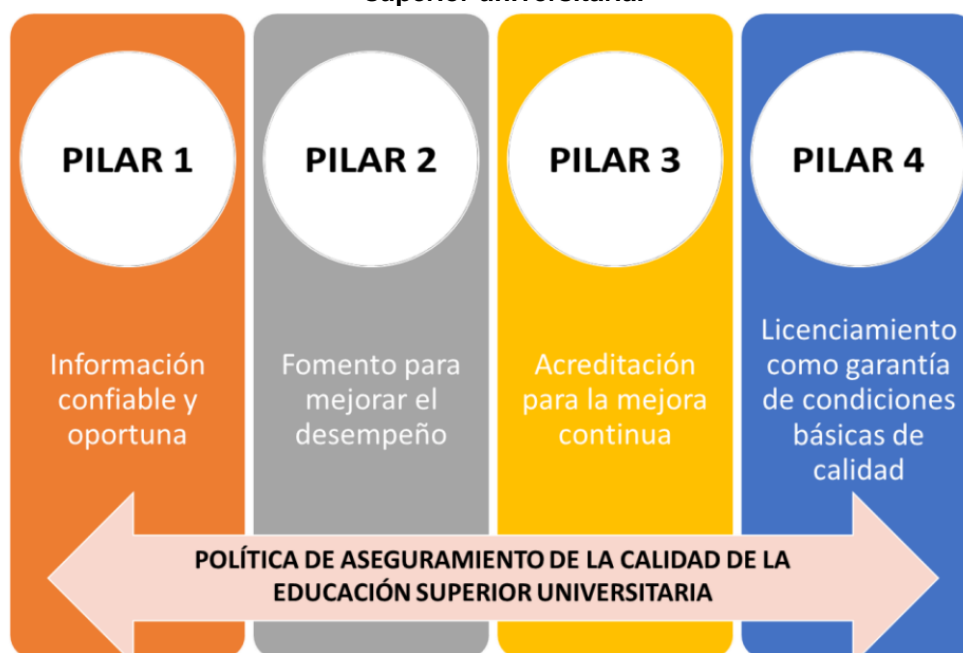 superior universitaria.
PILAR 1
PILAR 2
PILAR 3
PILAR 4
Información
confiable y
oportuna
Fomento para
mejorar el
desempeño
Acreditación
para la mejora
continua
Licenciamiento
como garantía
de condiciones
básicas de
calidad
POLÍTICA DE ASEGURAMIENTO DE LA CALIDAD DE LA
EDUCACIÓN SUPERIOR UNIVERSITARIA